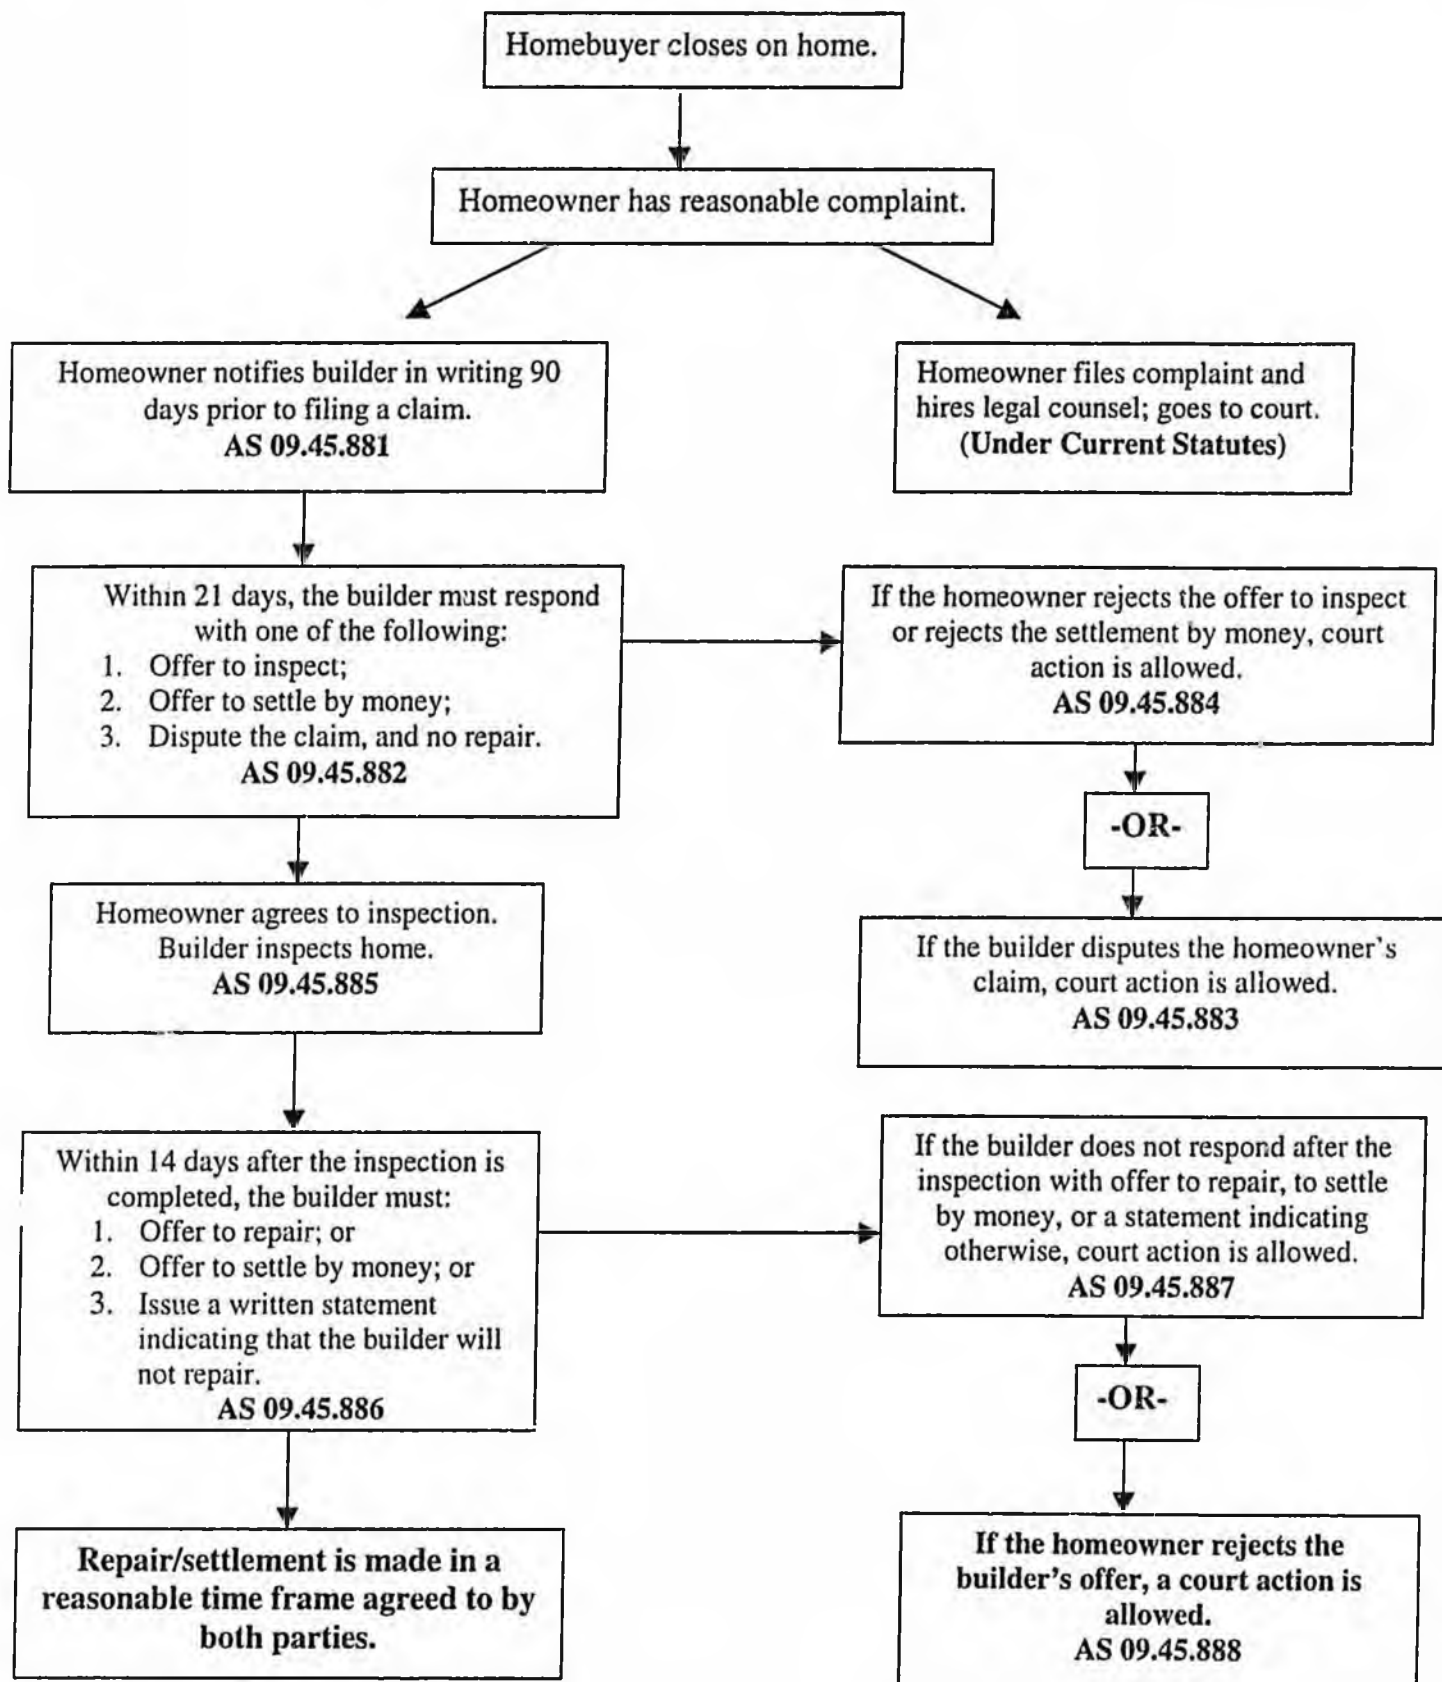 Homebuyer closes on home.
Homeowner has reasonable complaint.
Homeowner notifies builder in writing 90
days prior to filing a claim.
AS 09.45.881
Homeowner files complaint and
hires legal counsel; goes to court.
(Under Current Statutes)
Within 21 days, the builder must respond
with one of the following:
1. Offer to inspect;
2. Offer to settle by money;
3. Dispute the claim, and no repair.
AS 09.45.882
If the homeowner rejects the offer to inspect
or rejects the settlement by money, court
action is allowed.
AS 09.45.884
-OR-
Homeowner agrees to inspection.
Builder inspects home.
AS 09.45.885
If the builder disputes the homeowner's
claim, court action is allowed.
AS 09.45.883
Within 14 days after the inspection is
completed, the builder must:
1. Offer to repair; or
2. Offer to settle by money; or
3. Issue a written statement
indicating that the builder will
not repair.
AS 09.45.886
If the builder does not respond after the
inspection with offer to repair, to settle
by money, or a statement indicating
otherwise, court action is allowed.
AS 09.45.887
-OR-
Repair/settlement is made in a
reasonable time frame agreed to by
both parties.
If the homeowner rejects the
builder's offer, a court action is
allowed.
AS 09.45.888